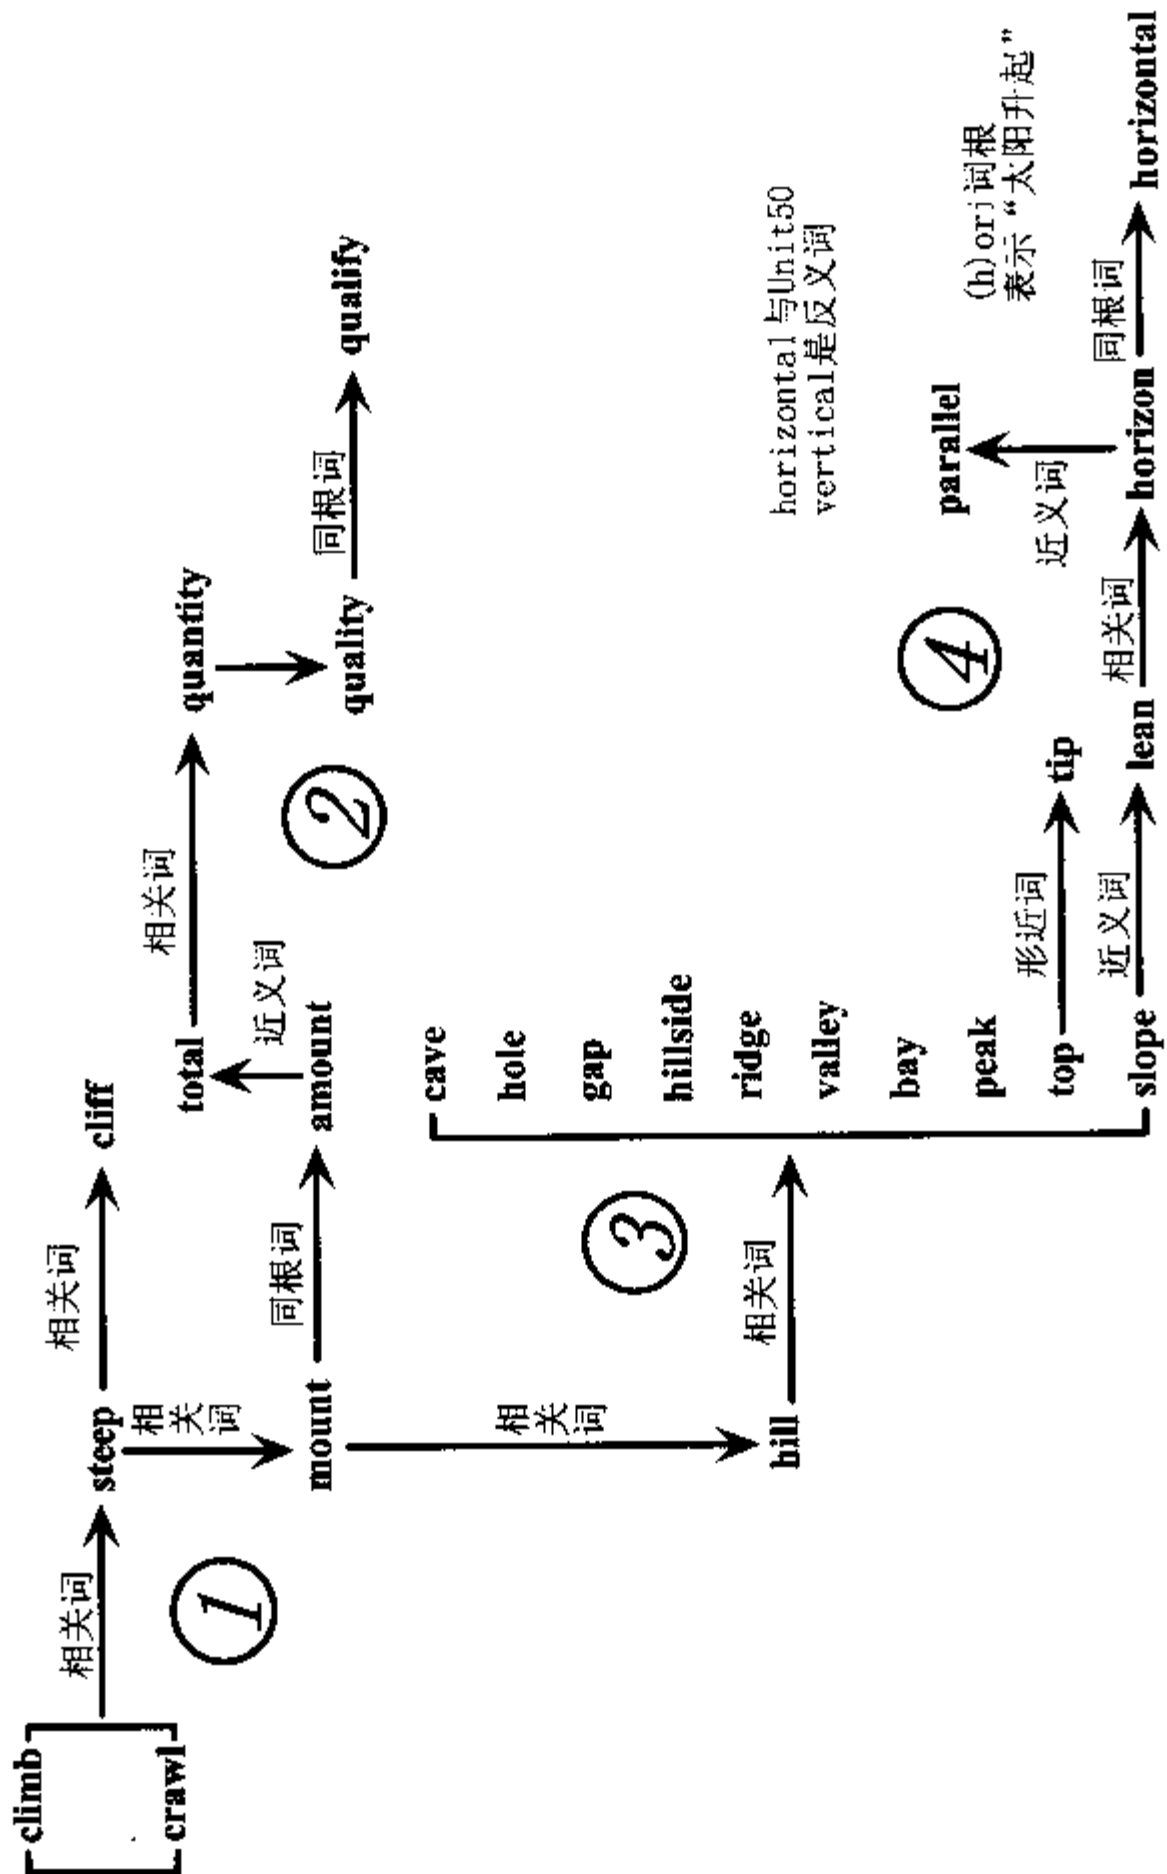 climb
crawl
相关词
①
steep
相关词
cliff
相关词
mount
同根词
amount
近义词
total
相关词
quantity
②
quality
同根词
qualify
相关词
hill
③
相关词
cave
hole
gap
hillside
ridge
valley
bay
peak
top
slope
形近词
tip
近义词
lean
④
相关词
horizon
近义词
parallel
同根词
horizontal
horizontal与Unit50
vertical是反义词
(h)ori词根
表示“太阳升起”